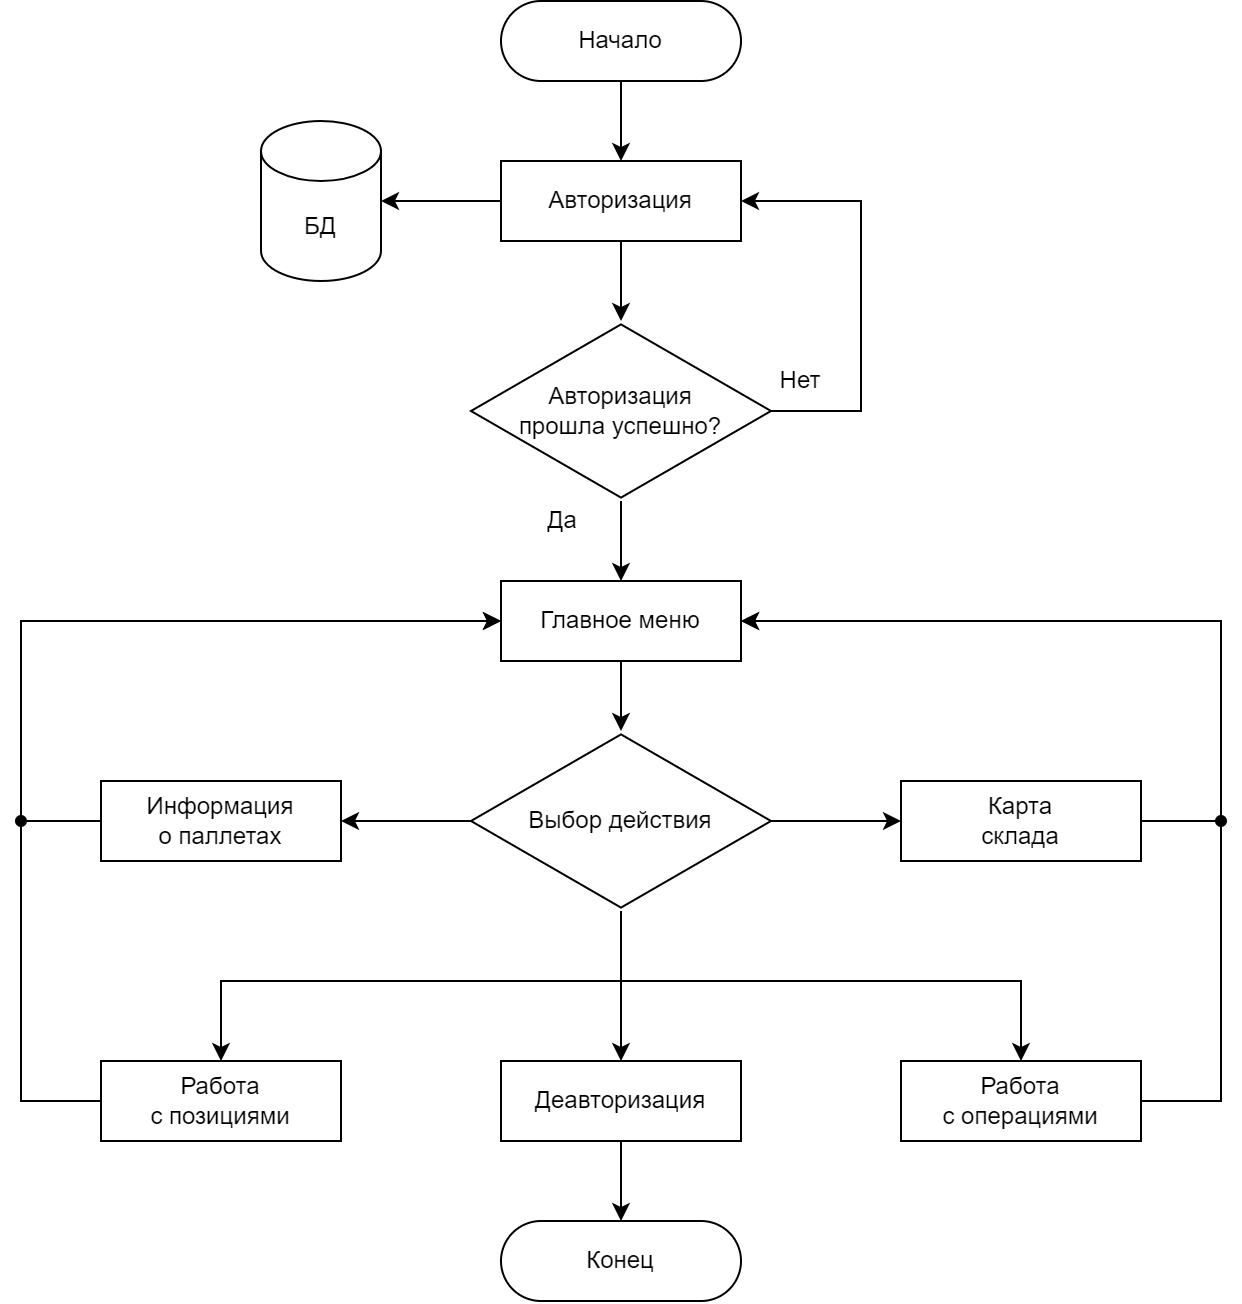 Начало
БД
Авторизация
Авторизация
прошла успешно?
Нет
Да
Главное меню
Информация
о паллетах
Выбор действия
Карта
склада
Работа
с позициями
Деавторизация
Работа
с операциями
Конец